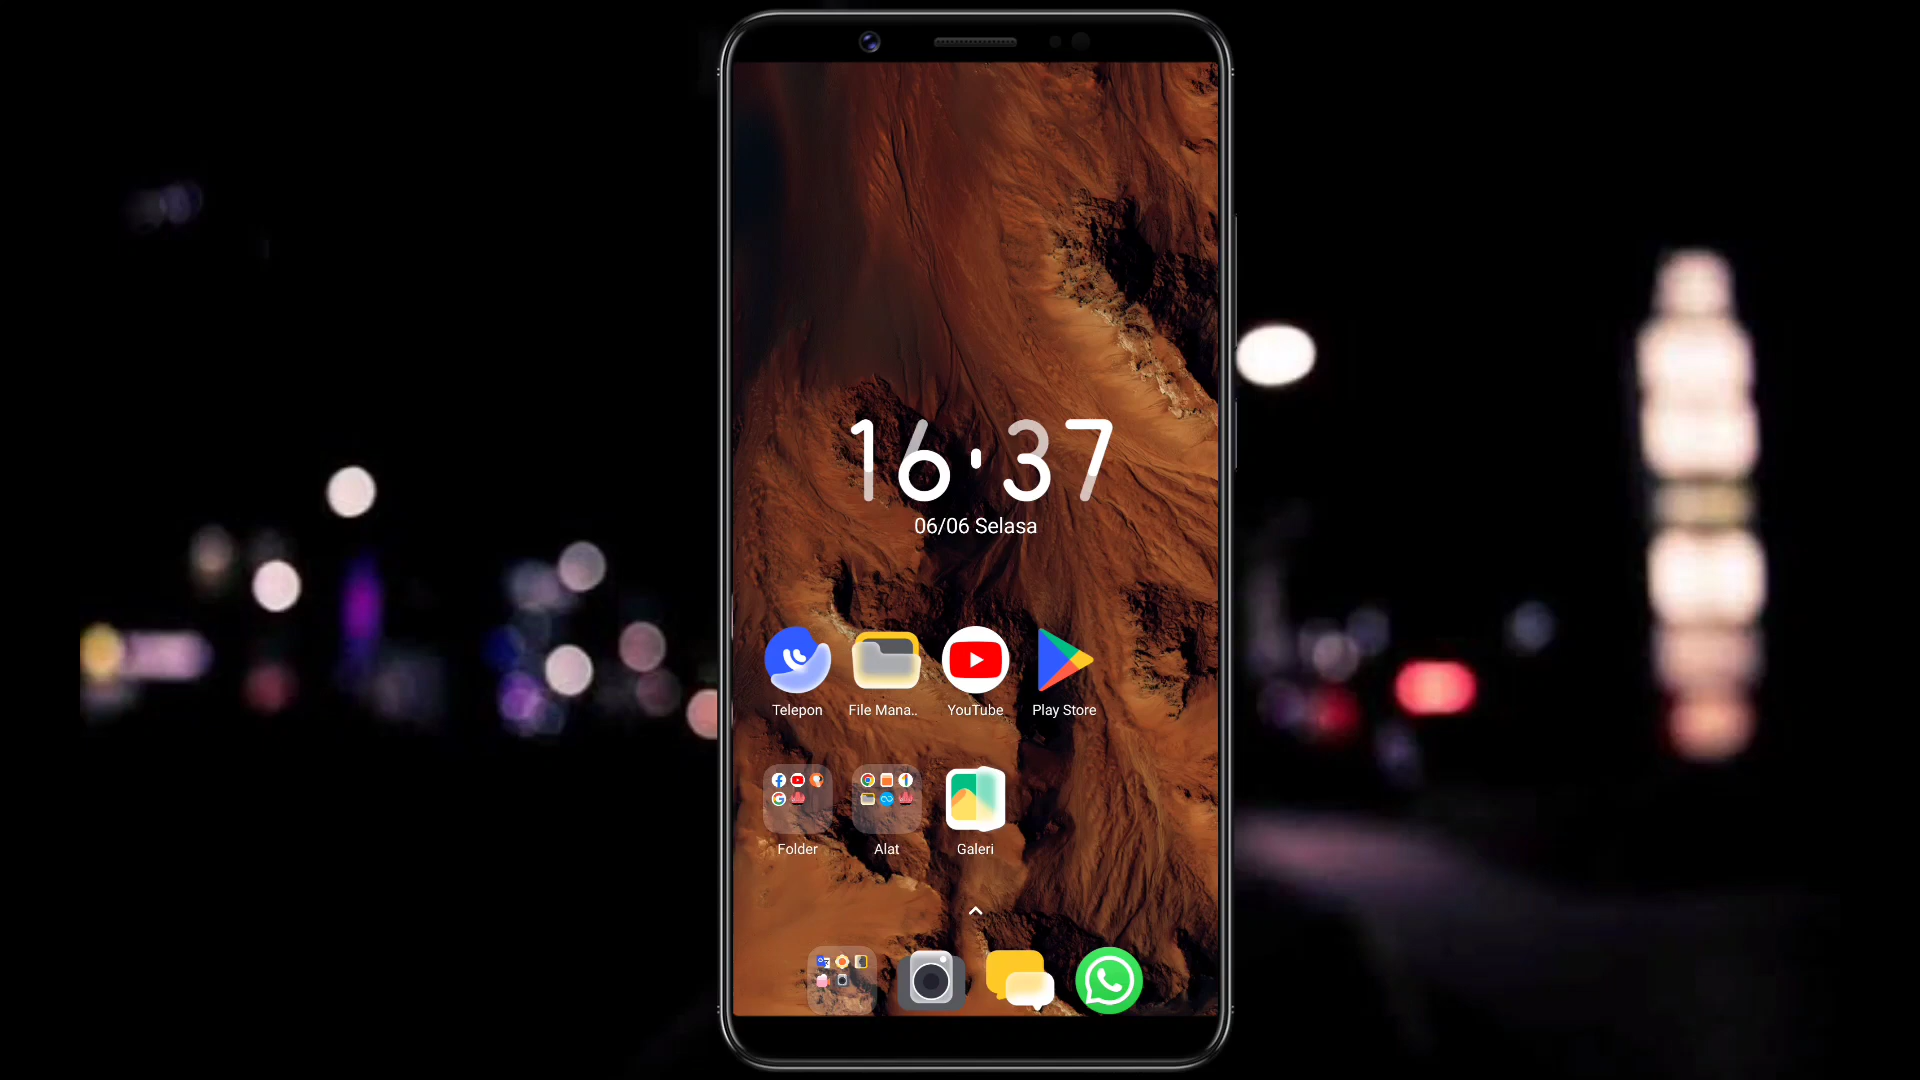 16:37
06/06 Selasa
Telepon
File Mana..
YouTube
Play Store
Folder
Alat
Galeri